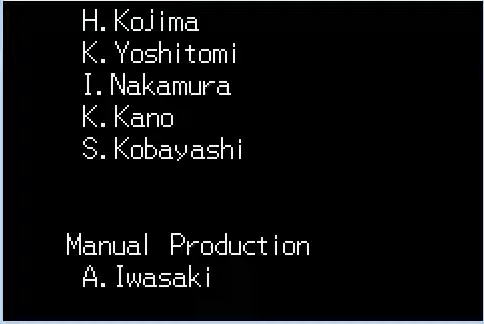 H.Kojima
K.Yoshitomi
I.Nakamura
K.Kano
S.Kobayashi
Manual Production
A.Iwasaki